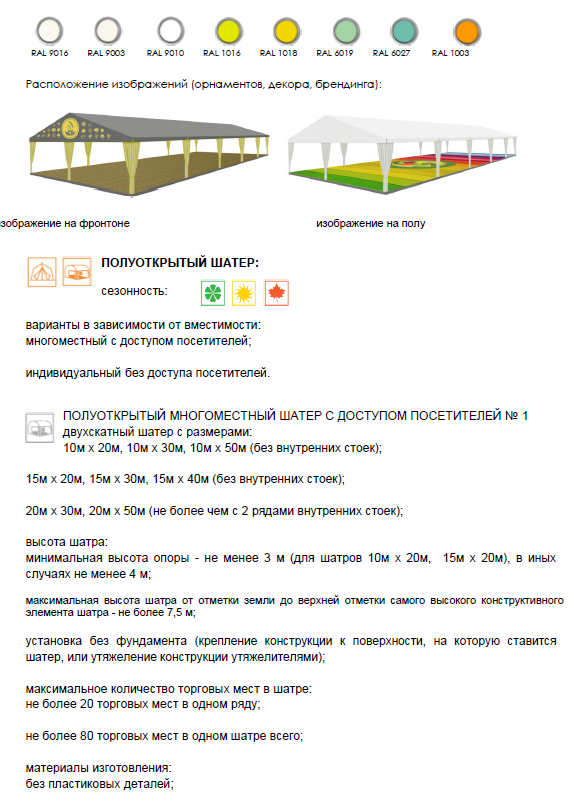 RAL 9016 RAL 9003 RAL 9010 RAL 1016 RAL 1018 RAL 6019 RAL 6027 RAL 1003
Расположение изображений (орнаментов, декора, брендинга):
зображение на фронтоне изображение на полу
ПОЛУОТКРЫТЫЙ ШАТЕР:
сезонность:
варианты в зависимости от вместимости:
многоместный с доступом посетителей;
индивидуальный без доступа посетителей.
ПОЛУОТКРЫТЫЙ МНОГОМЕСТНЫЙ ШАТЕР С ДОСТУПОМ ПОСЕТИТЕЛЕЙ № 1
двухскатный шатер с размерами:
10м х 20м, 10м х 30м, 10м х 50м (без внутренних стоек);
15м х 20м, 15м х 30м, 15м х 40м (без внутренних стоек);
20м х 30м, 20м х 50м (не более чем с 2 рядами внутренних стоек);
высота шатра:
минимальная высота опоры - не менее 3 м (для шатров 10м х 20м, 15м х 20м), в иных
случаях не менее 4 м;
максимальная высота шатра от отметки земли до верхней отметки самого высокого конструктивного
элемента шатра - не более 7,5 м;
установка без фундамента (крепление конструкции к поверхности, на которую ставится
шатер, или утяжеление конструкции утяжелителями);
максимальное количество торговых мест в шатре:
не более 20 торговых мест в одном ряду;
не более 80 торговых мест в одном шатре всего;
материалы изготовления:
без пластиковых деталей;